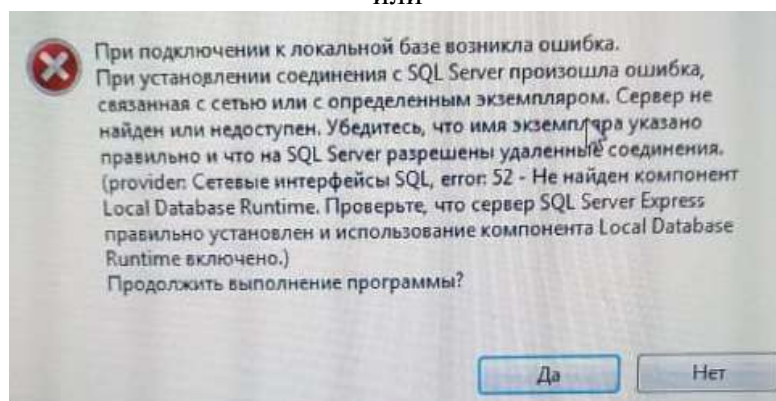 или
При подключении к локальной базе возникла ошибка.
При установлении соединения с SQL Server произошла ошибка,
связанная с сетью или с определенным экземпляром. Сервер не
найден или недоступен. Убедитесь, что имя экземпляра указано
правильно и что на SQL Server разрешены удаленные соединения.
(provider: Сетевые интерфейсы SQL, error: 52 - Не найден компонент
Local Database Runtime. Проверьте, что сервер SQL Server Express
правильно установлен и использование компонента Local Database
Runtime включено.)
Продолжить выполнение программы?
Да
Нет